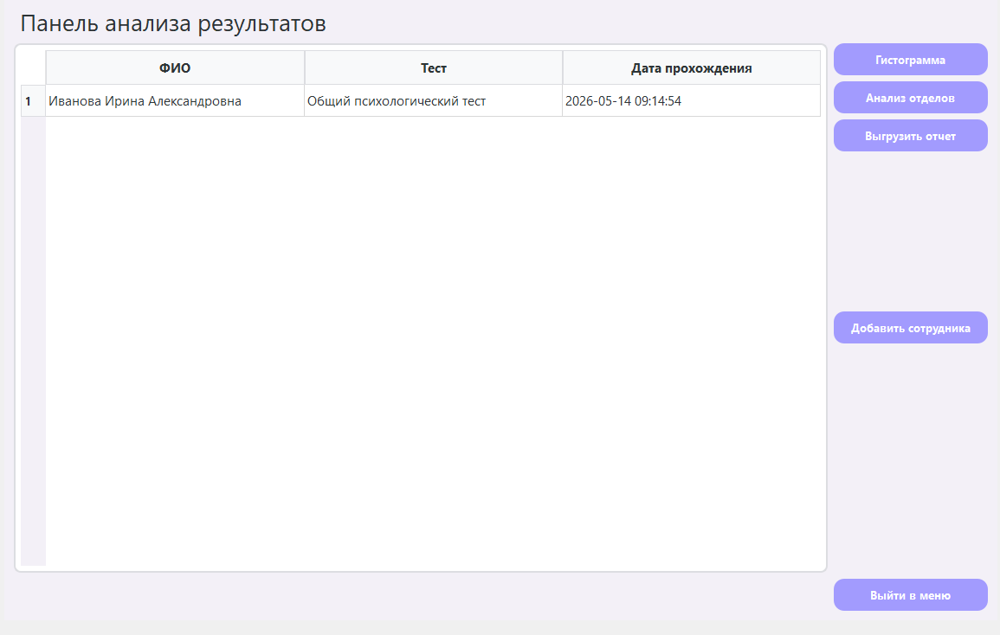 Панель анализа результатов
ФИО Тест Дата прохождения
1 Иванова Ирина Александровна Общий психологический тест 2026-05-14 09:14:54
Гистограмма
Анализ отделов
Выгрузить отчет
Добавить сотрудника
Выйти в меню